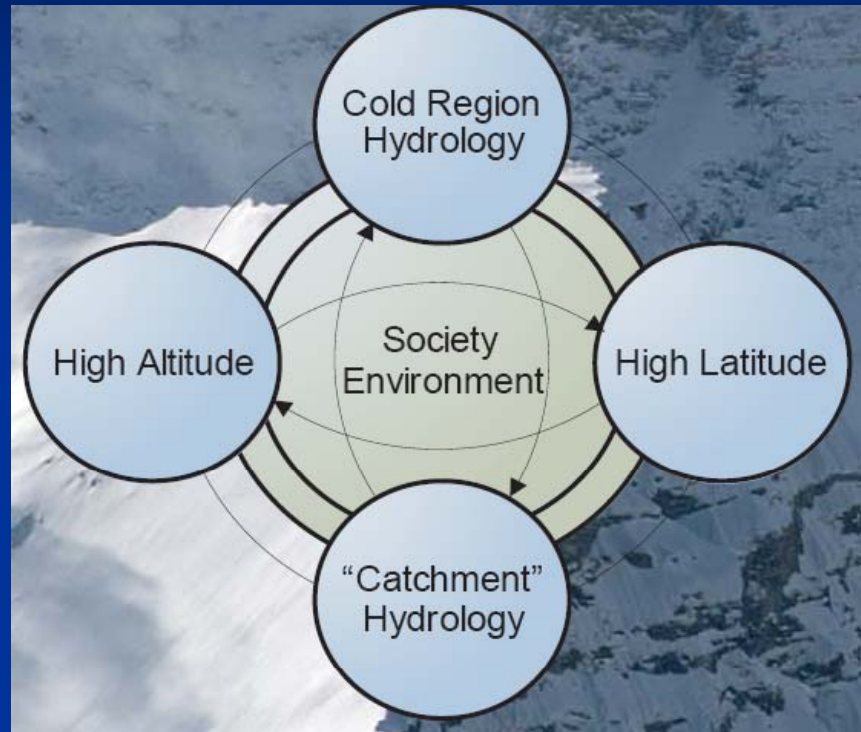 Cold Region
Hydrology
High Altitude
Society
Environment
High Latitude
“Catchment”
Hydrology